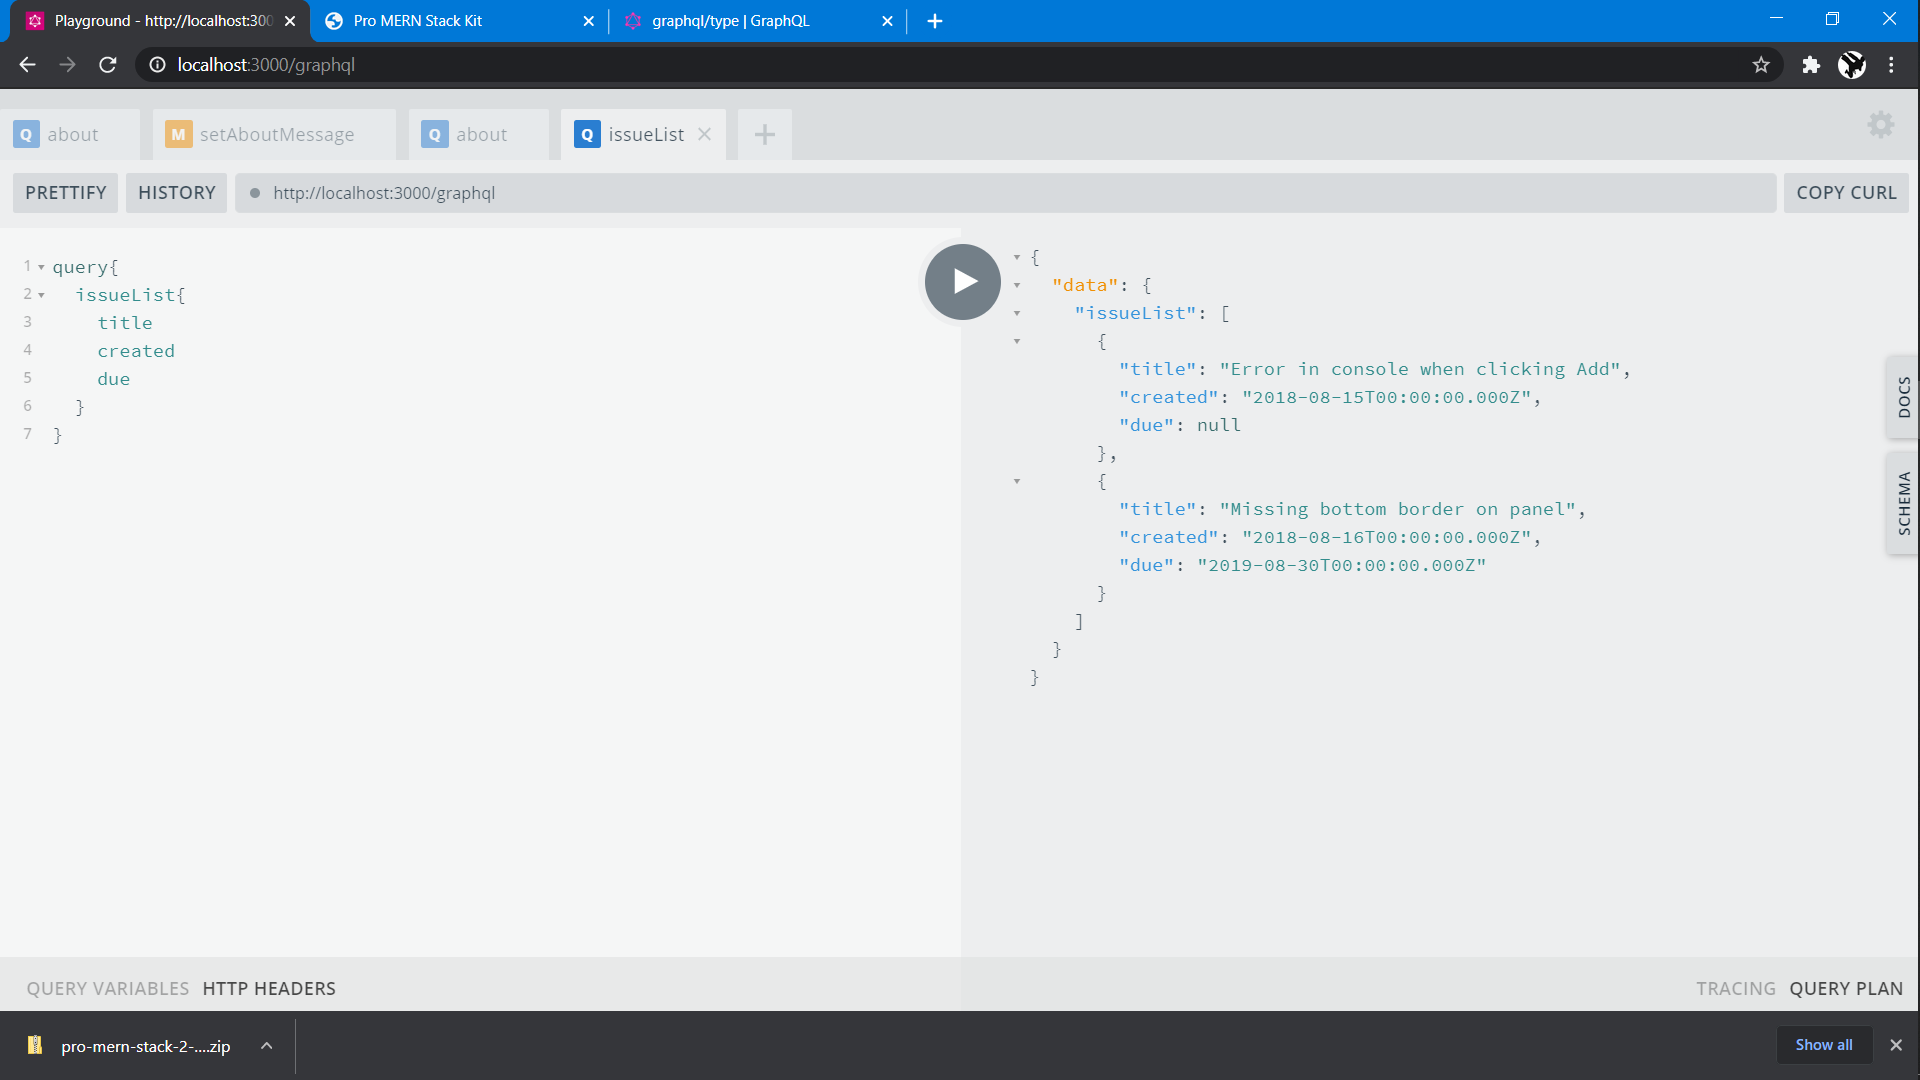 Playground - http://localhost:300
Pro MERN Stack Kit
graphql/type | GraphQL
localhost:3000/graphql
Q about
M setAboutMessage
Q about
Q issueList
PRETTIFY
HISTORY
http://localhost:3000/graphql
COPY CURL
1 query{
2 issueList{
3 title
4 created
5 due
6 }
7 }
{
"data": {
"issueList": [
{
"title": "Error in console when clicking Add",
"created": "2018-08-15T00:00:00.000Z",
"due": null
},
{
"title": "Missing bottom border on panel",
"created": "2018-08-16T00:00:00.000Z",
"due": "2019-08-30T00:00:00.000Z"
}
]
}
}
DOCS
SCHEMA
QUERY VARIABLES
HTTP HEADERS
TRACING
QUERY PLAN
pro-mern-stack-2-....zip
Show all